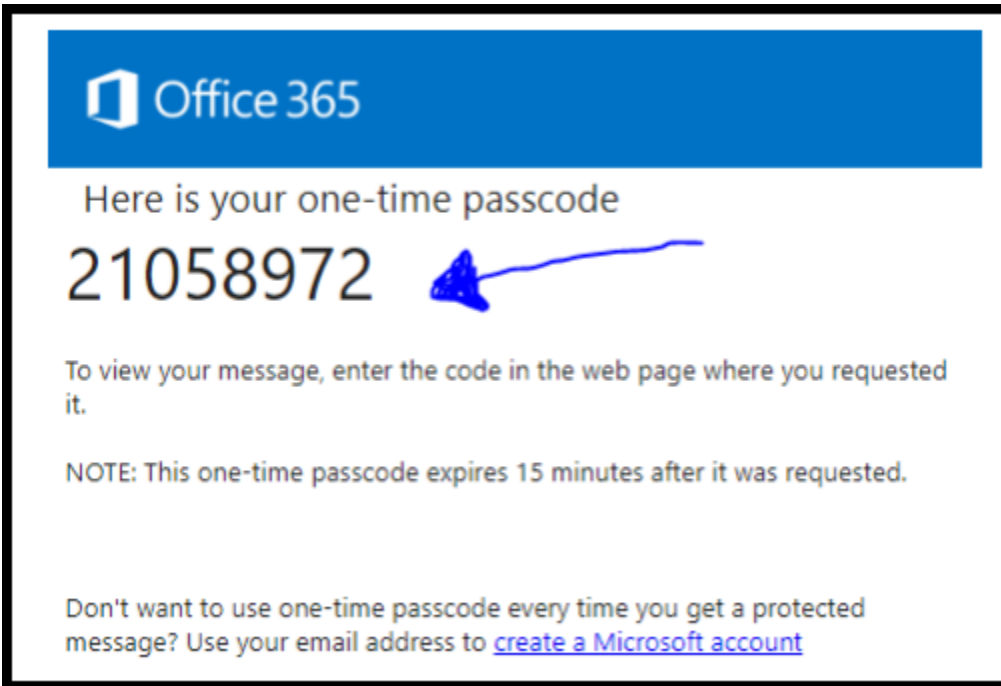 Office 365
Here is your one-time passcode
21058972
To view your message, enter the code in the web page where you requested
it.
NOTE: This one-time passcode expires 15 minutes after it was requested.
Don't want to use one-time passcode every time you get a protected
message? Use your email address to create a Microsoft account